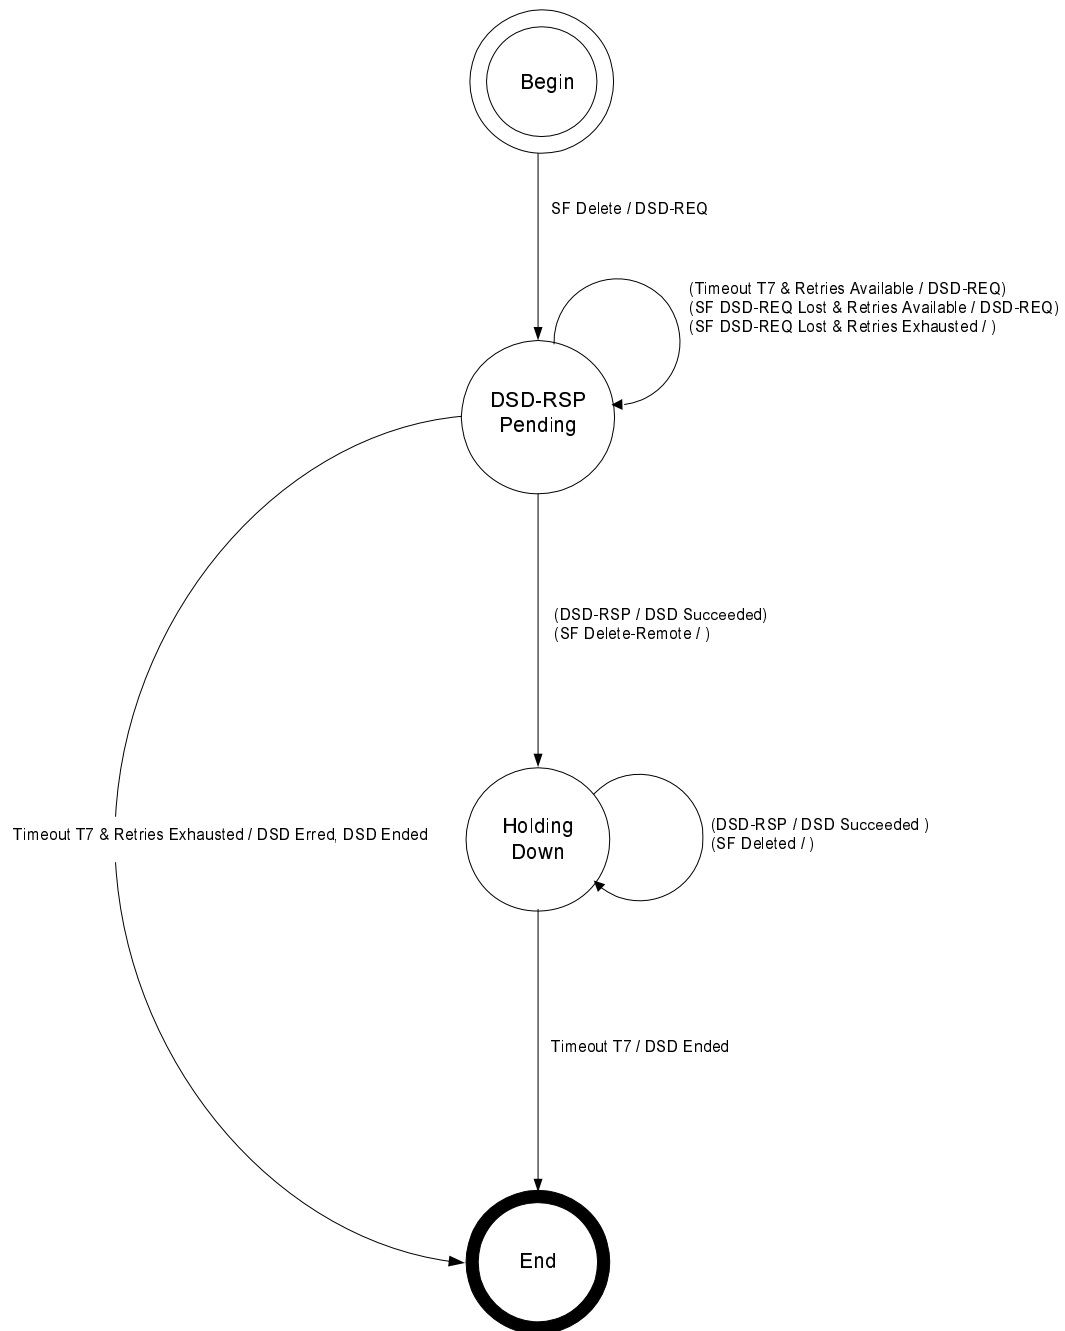 Begin
SF Delete / DSD-REQ
(Timeout T7 & Retries Available / DSD-REQ)
(SF DSD-REQ Lost & Retries Available / DSD-REQ)
(SF DSD-REQ Lost & Retries Exhausted / )
DSD-RSP
Pending
(DSD-RSP / DSD Succeeded)
(SF Delete-Remote / )
Timeout T7 & Retries Exhausted / DSD Erred, DSD Ended
Holding
Down
(DSD-RSP / DSD Succeeded )
(SF Deleted / )
Timeout T7 / DSD Ended
End